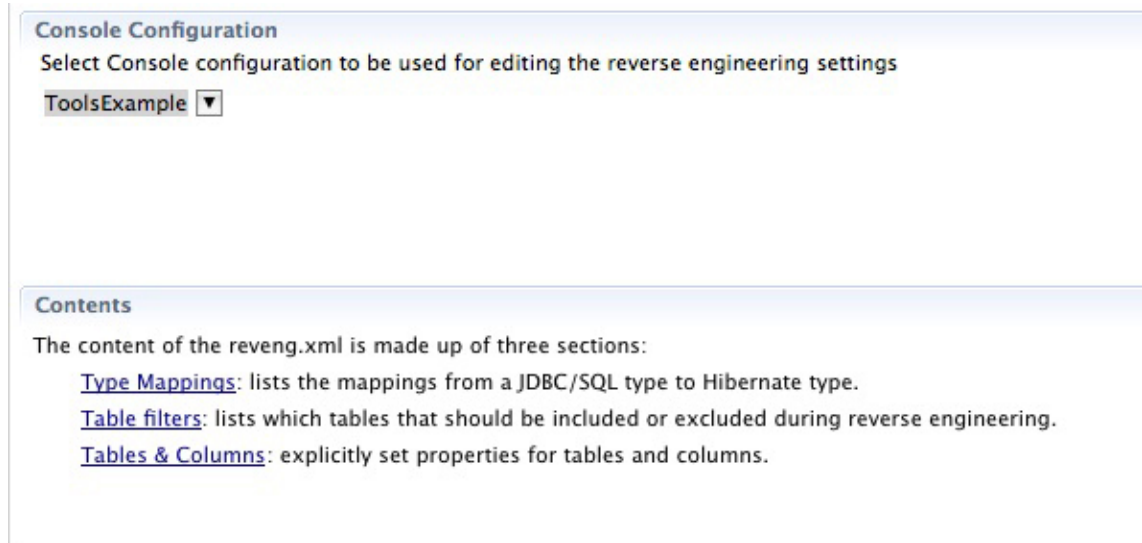 Console Configuration
Select Console configuration to be used for editing the reverse engineering settings
ToolsExample
Contents
The content of the reveng.xml is made up of three sections:
Type Mappings: lists the mappings from a JDBC/SQL type to Hibernate type.
Table filters: lists which tables that should be included or excluded during reverse engineering.
Tables & Columns: explicitly set properties for tables and columns.